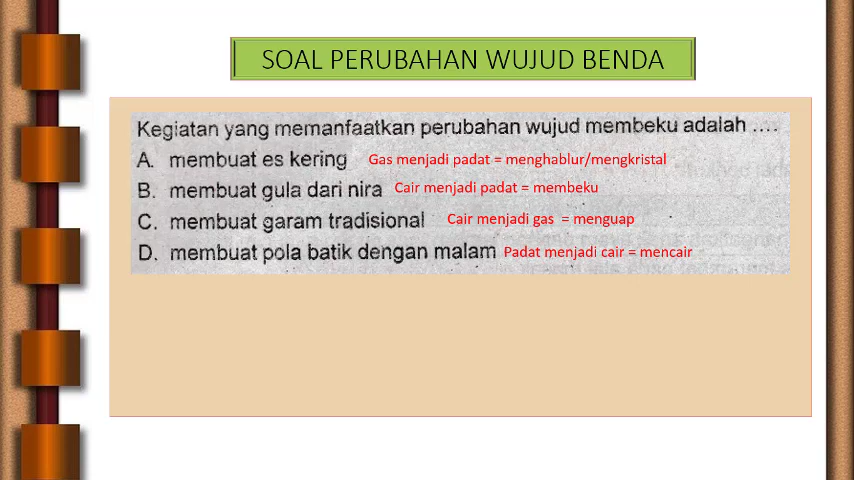 SOAL PERUBAHAN WUJUD BENDA
Kegiatan yang memanfaatkan perubahan wujud membeku adalah ....
A. membuat es kering Gas menjadi padat = menghablur/mengkristal
B. membuat gula dari nira Cair menjadi padat = membeku
C. membuat garam tradisional Cair menjadi gas = menguap
D. membuat pola batik dengan malam Padat menjadi cair = mencair